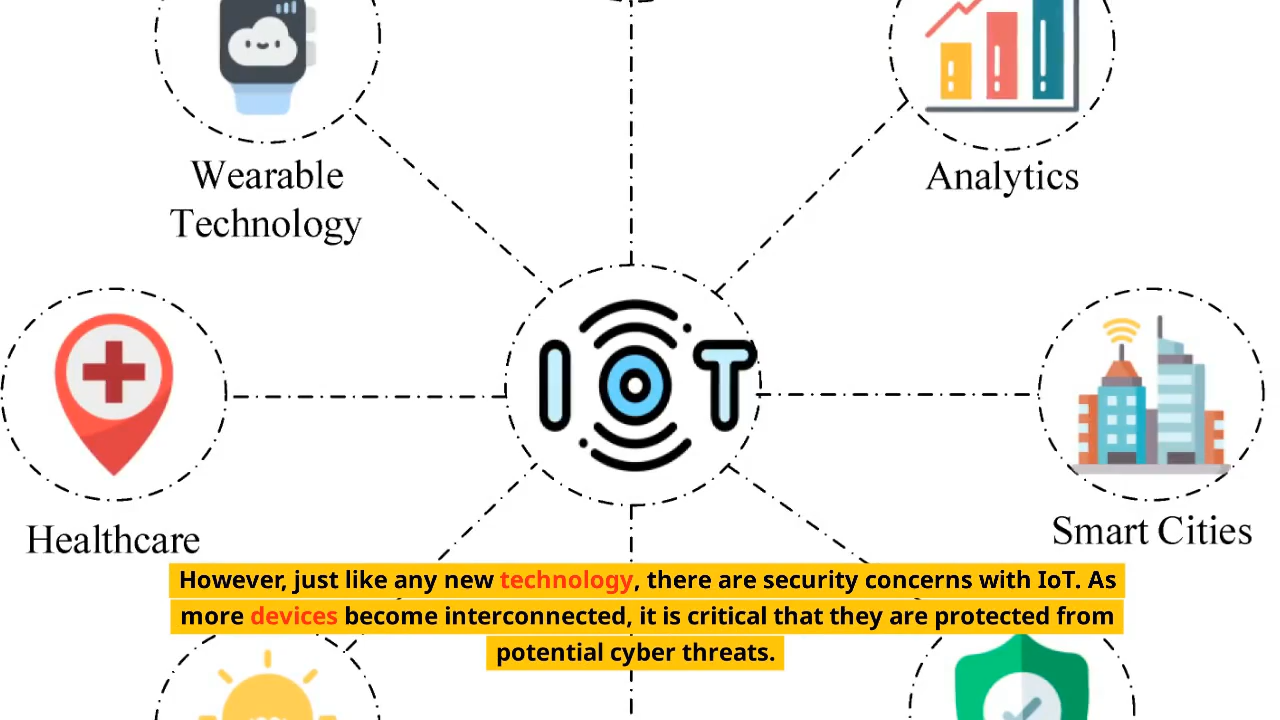 Wearable
Technology
Analytics
IOT
Healthcare
Smart Cities
However, just like any new technology, there are security concerns with IoT. As
more devices become interconnected, it is critical that they are protected from
potential cyber threats.